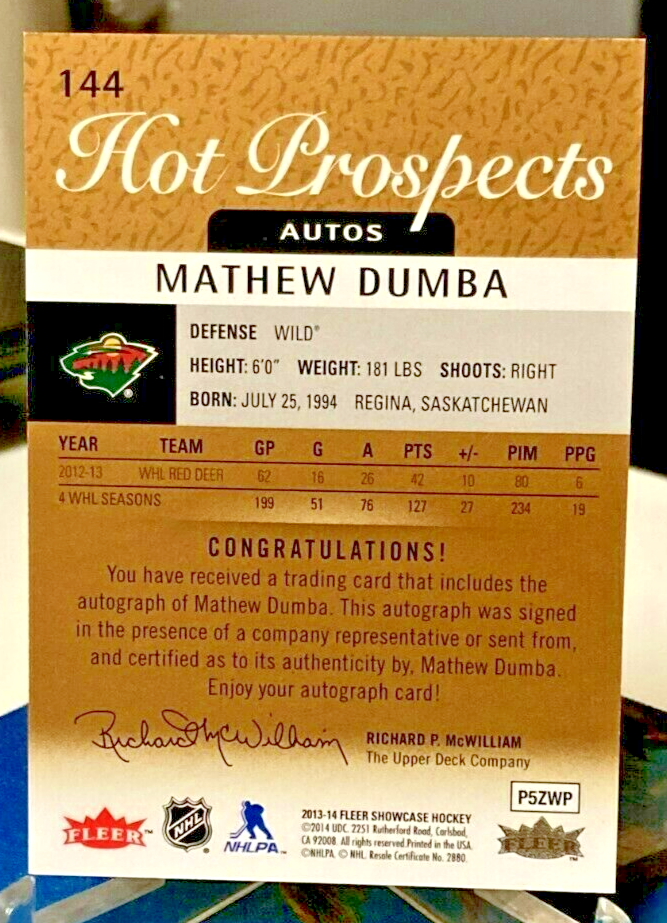 144
Hot Prospects
AUTOS
MATHEW DUMBA
DEFENSE WILD®
HEIGHT: 6'0" WEIGHT: 181 LBS SHOOTS: RIGHT
BORN: JULY 25, 1994 REGINA, SASKATCHEWAN
YEAR TEAM GP G A PTS +/- PIM PPG
2012-13 WHL RED DEER 62 16 26 42 10 80 6
4 WHL SEASONS 199 51 76 127 27 234 19
CONGRATULATIONS!
You have received a trading card that includes the
autograph of Mathew Dumba. This autograph was signed
in the presence of a company representative or sent from,
and certified as to its authenticity by, Mathew Dumba.
Enjoy your autograph card!
Richard McWilliam
RICHARD P. McWILLIAM
The Upper Deck Company
P5ZWP
FLEER™
NHL®
NHLPA™
2013-14 FLEER SHOWCASE HOCKEY
©2014 UDC. 2251 Rutherford Road, Carlsbad,
CA 92008. All rights reserved. Printed in the USA.
©NHLPA. © NHL. Resale Certificate No. 2880.
FLEER™